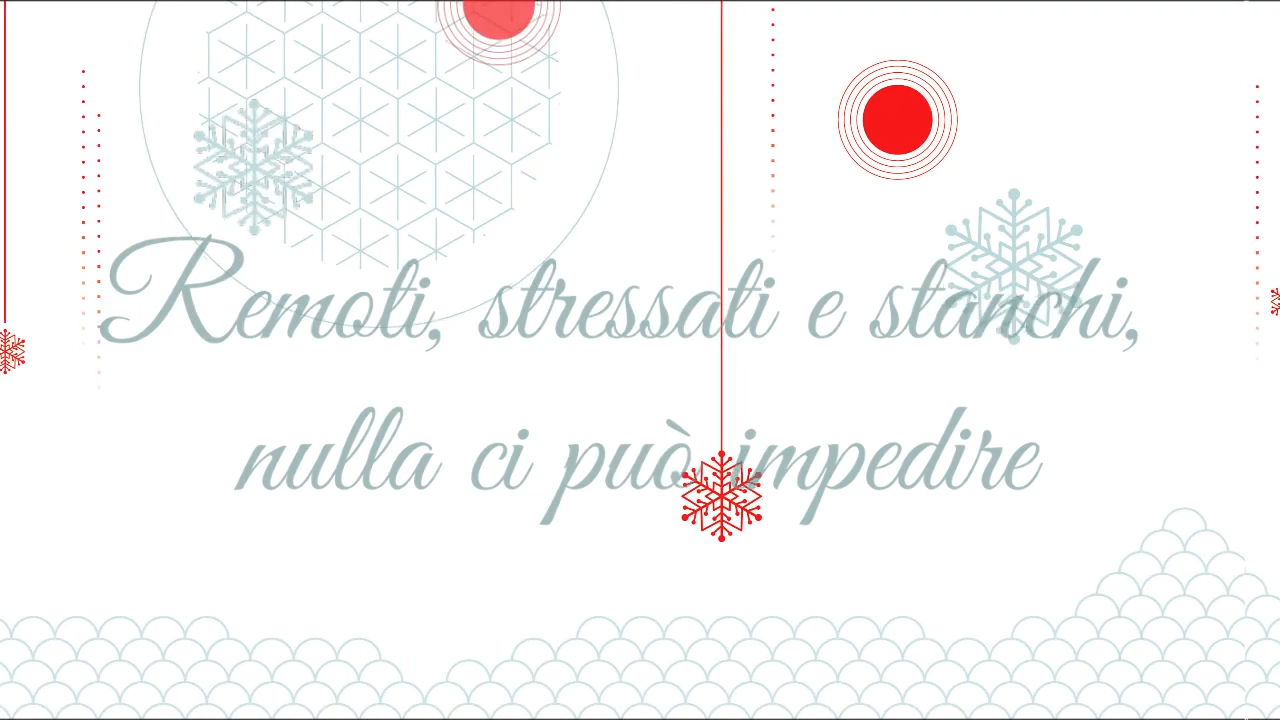 Remoti, stressati e stanchi,
nulla ci può impedire